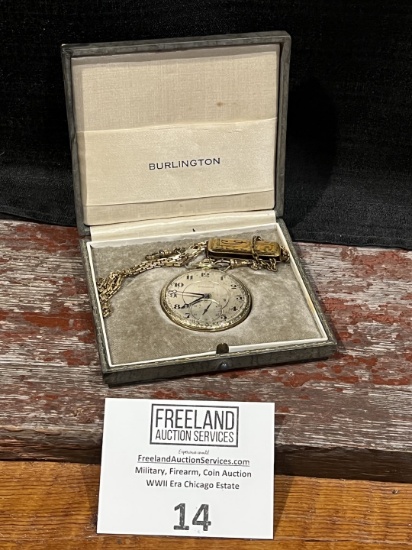 BURLINGTON
FREELAND
AUCTION SERVICES
FreelandAuctionServices.com
Military, Firearm, Coin Auction
WWII Era Chicago Estate
14